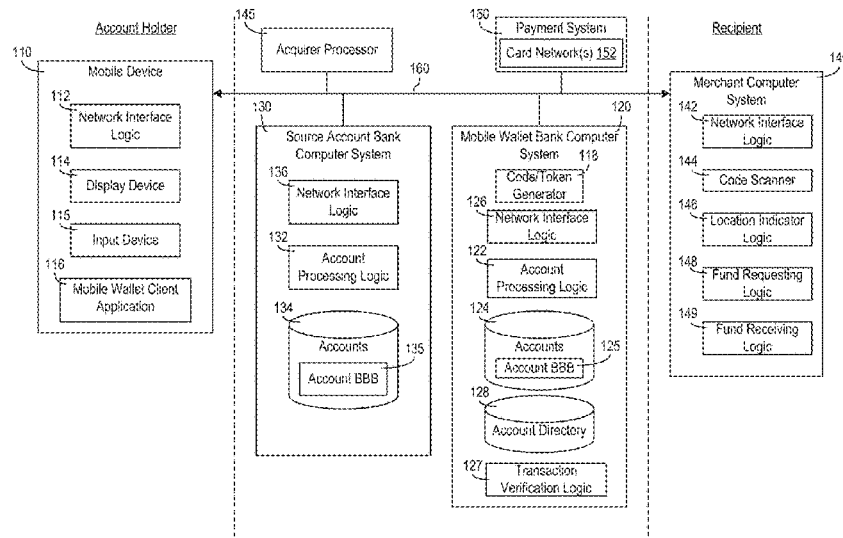 Account Holder
110
Mobile Device
112
Network Interface
Logic
114
Display Device
115
Input Device
116
Mobile Wallet Client
Application
145
Acquirer Processor
150
Payment System
Card Network(s) 152
160
130
Source Account Bank
Computer System
136
Network Interface
Logic
132
Account
Processing Logic
134
Accounts
135
Account BBB
120
Mobile Wallet Bank Computer
System
118
Code/Token
Generator
126
Network Interface
Logic
122
Account
Processing Logic
124
Accounts
125
Account BBB
128
Account Directory
127
Transaction
Verification Logic
Recipient
14
Merchant Computer
System
142
Network Interface
Logic
144
Code Scanner
146
Location Indicator
Logic
148
Fund Requesting
Logic
149
Fund Receiving
Logic